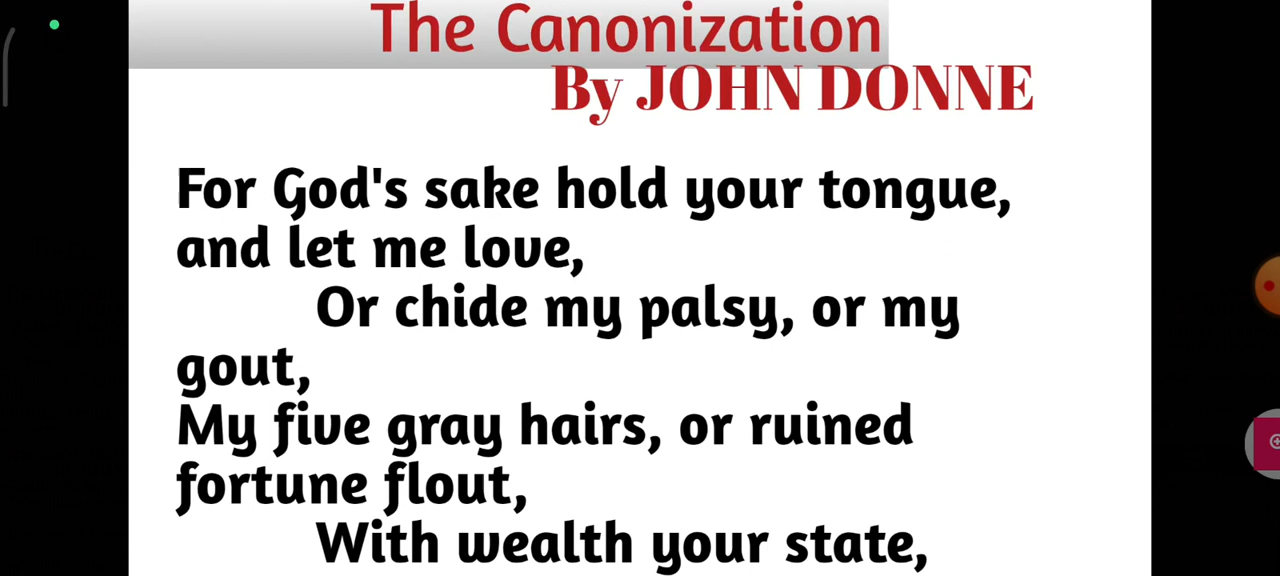 The Canonization
By JOHN DONNE
For God's sake hold your tongue,
and let me love,
Or chide my palsy, or my
gout,
My five gray hairs, or ruined
fortune flout,
With wealth your state,